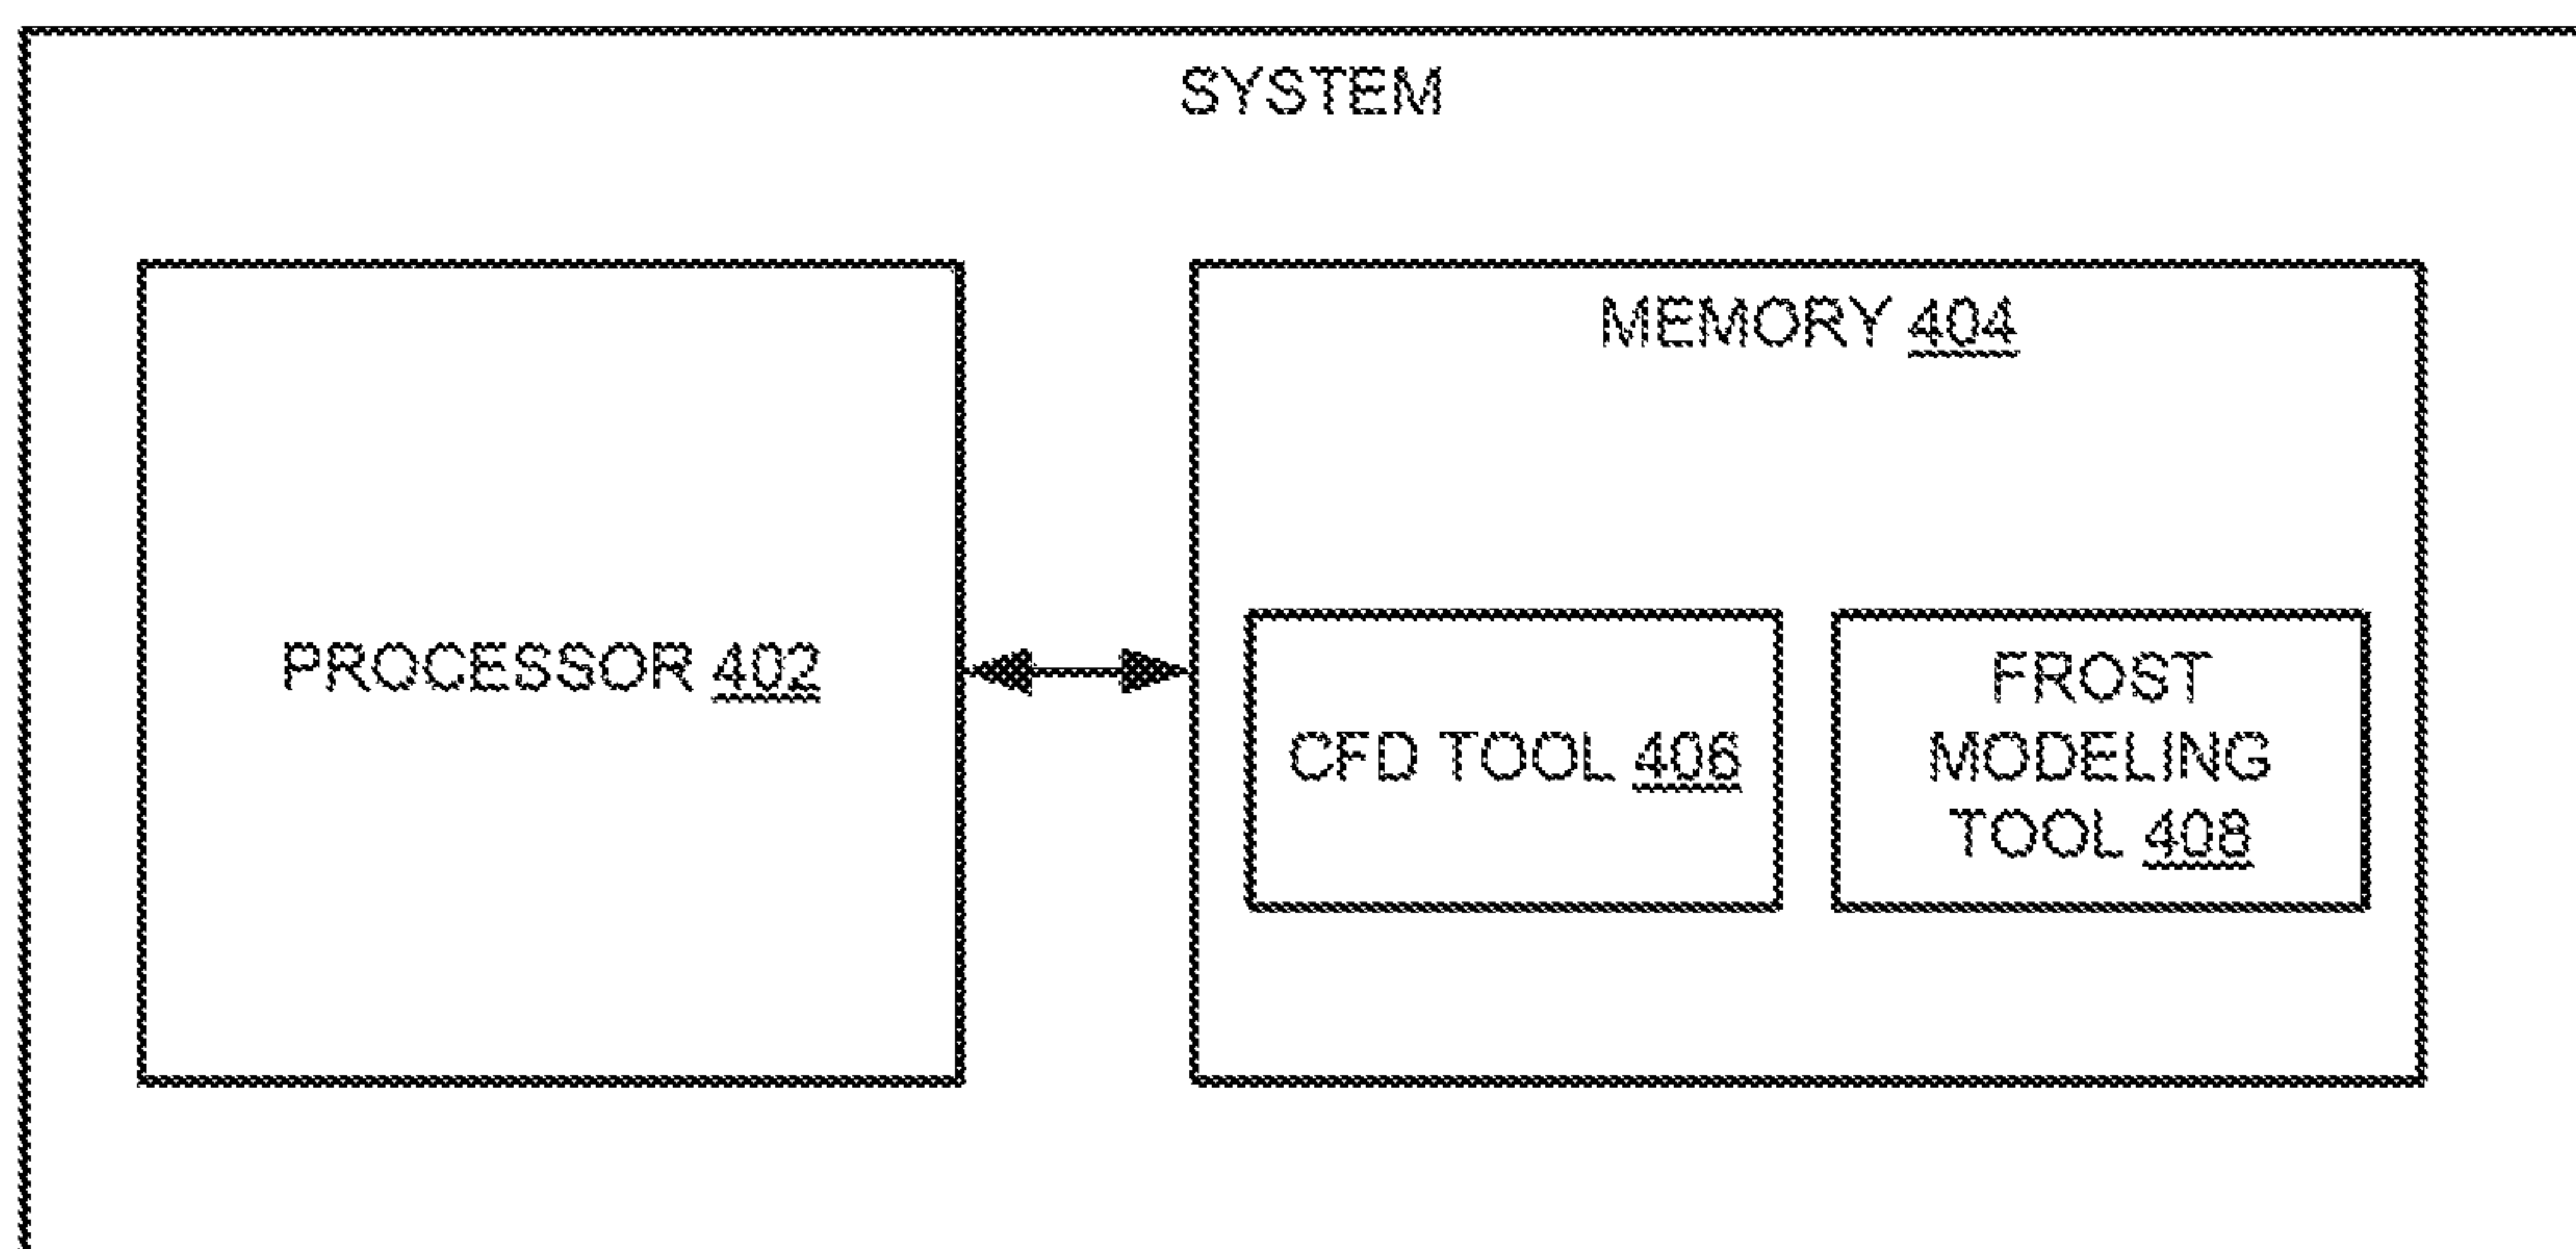 SYSTEM
MEMORY 404
PROCESSOR 402
CFD TOOL 406
FROST
MODELING
TOOL 408